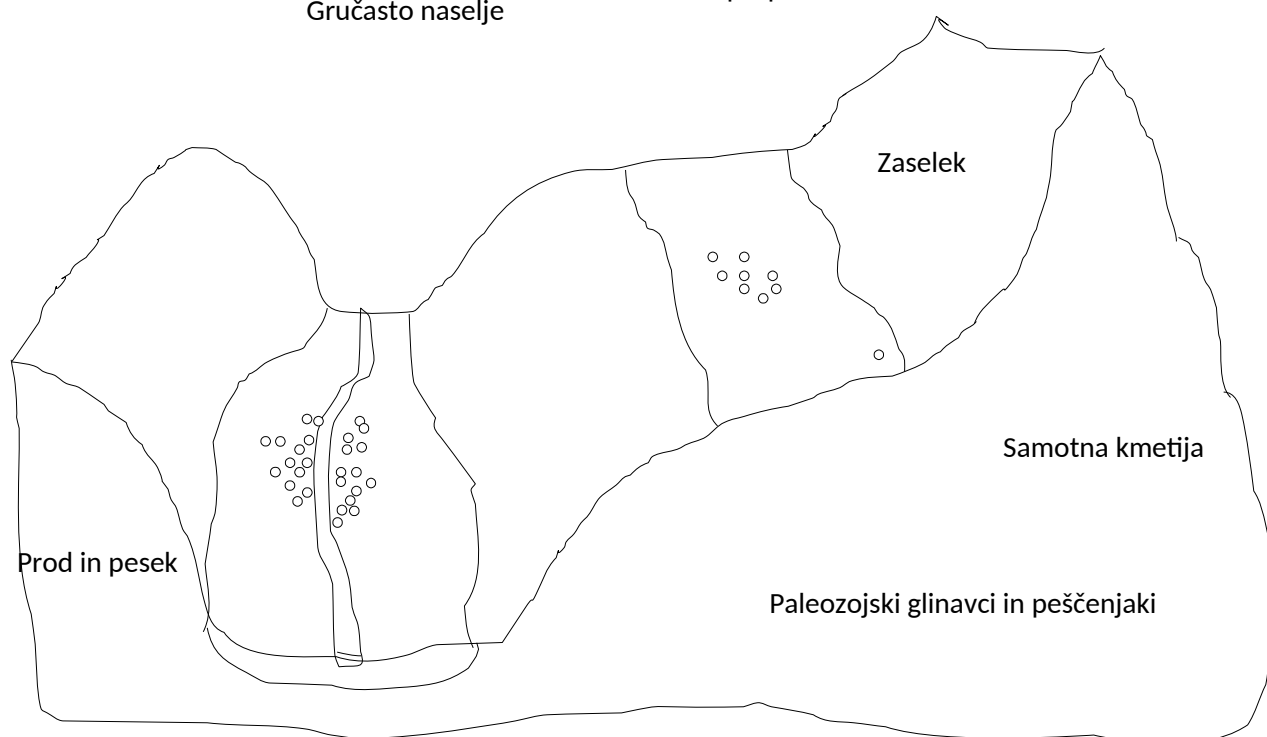 Gručasto naselje
Zaselek
Samotna kmetija
Prod in pesek
Paleozojski glinavci in peščenjaki